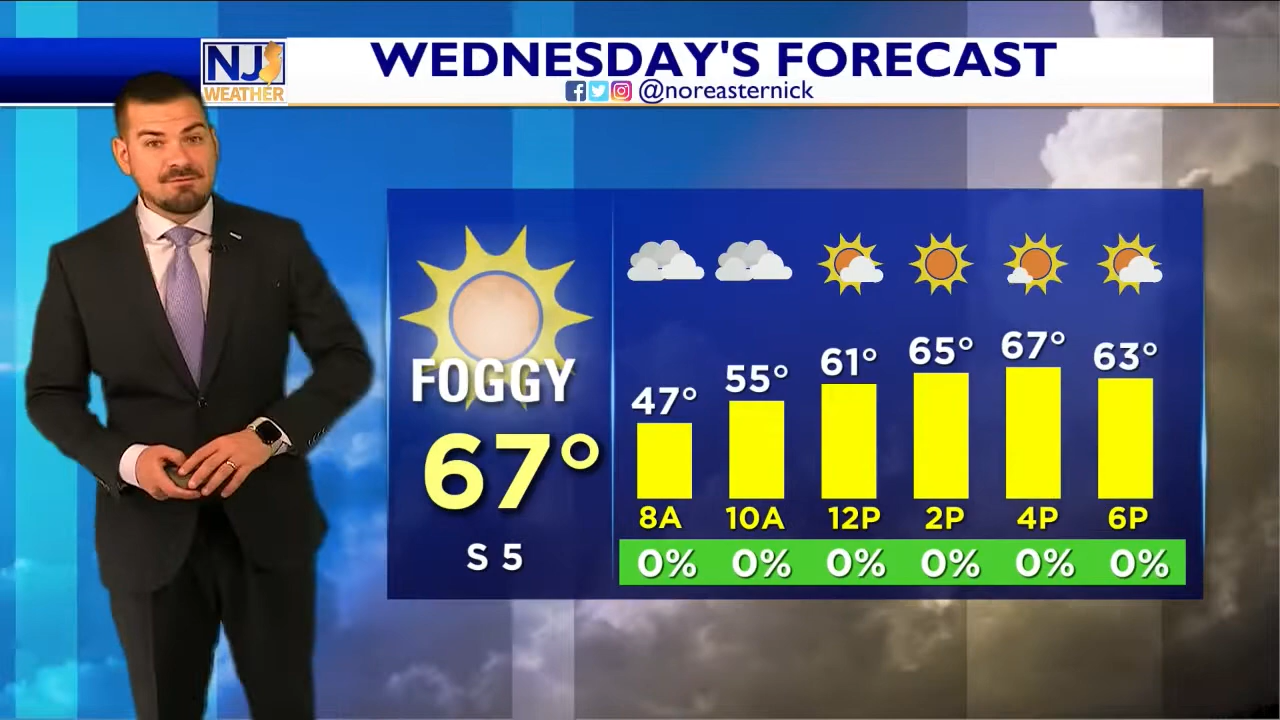 NJ
WEATHER
WEDNESDAY'S FORECAST
@noreasternick
FOGGY
67°
S 5
47° 55° 61° 65° 67° 63°
8A 10A 12P 2P 4P 6P
0% 0% 0% 0% 0% 0%